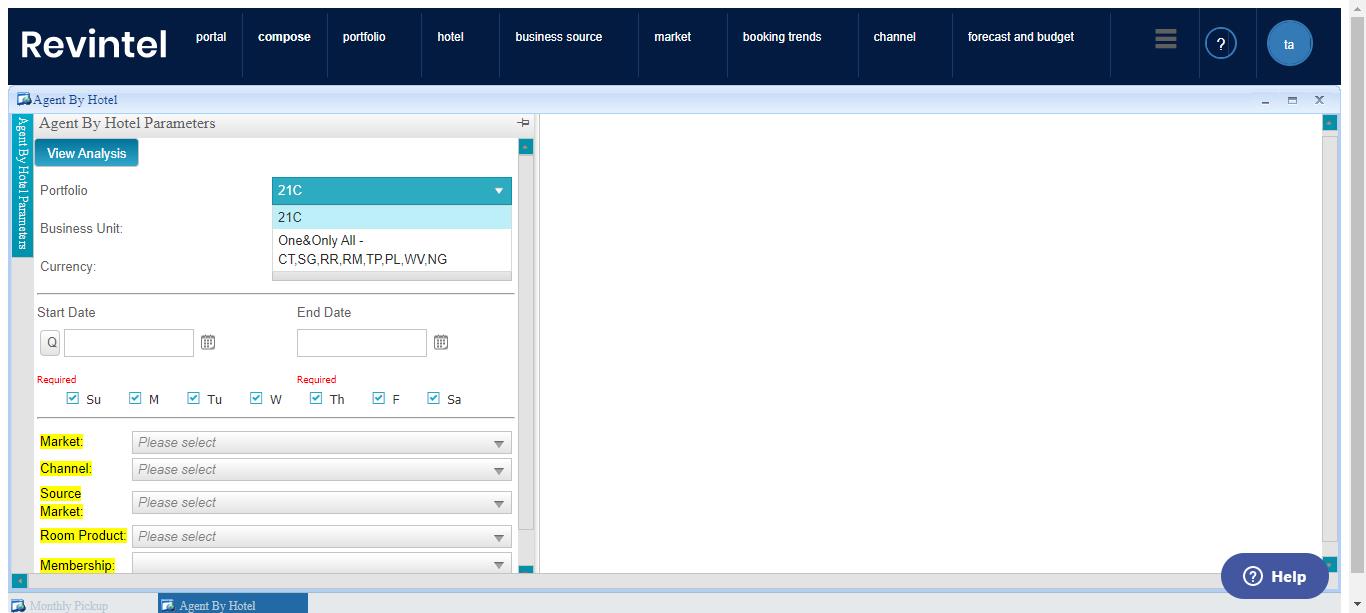 Revintel
portal
compose
portfolio
hotel
business source
market
booking trends
channel
forecast and budget
?
ta
Agent By Hotel
Agent By Hotel Parameters
Agent By Hotel Parameters
View Analysis
Portfolio
21C
21C
Business Unit:
One&Only All -
CT,SG,RR,RM,TP,PL,WV,NG
Currency:
Start Date
End Date
Q
Required
Required
Su
M
Tu
W
Th
F
Sa
Market:
Please select
Channel:
Please select
Source
Market:
Please select
Room Product:
Please select
Membership:
? Help
Monthly Pickup
Agent By Hotel